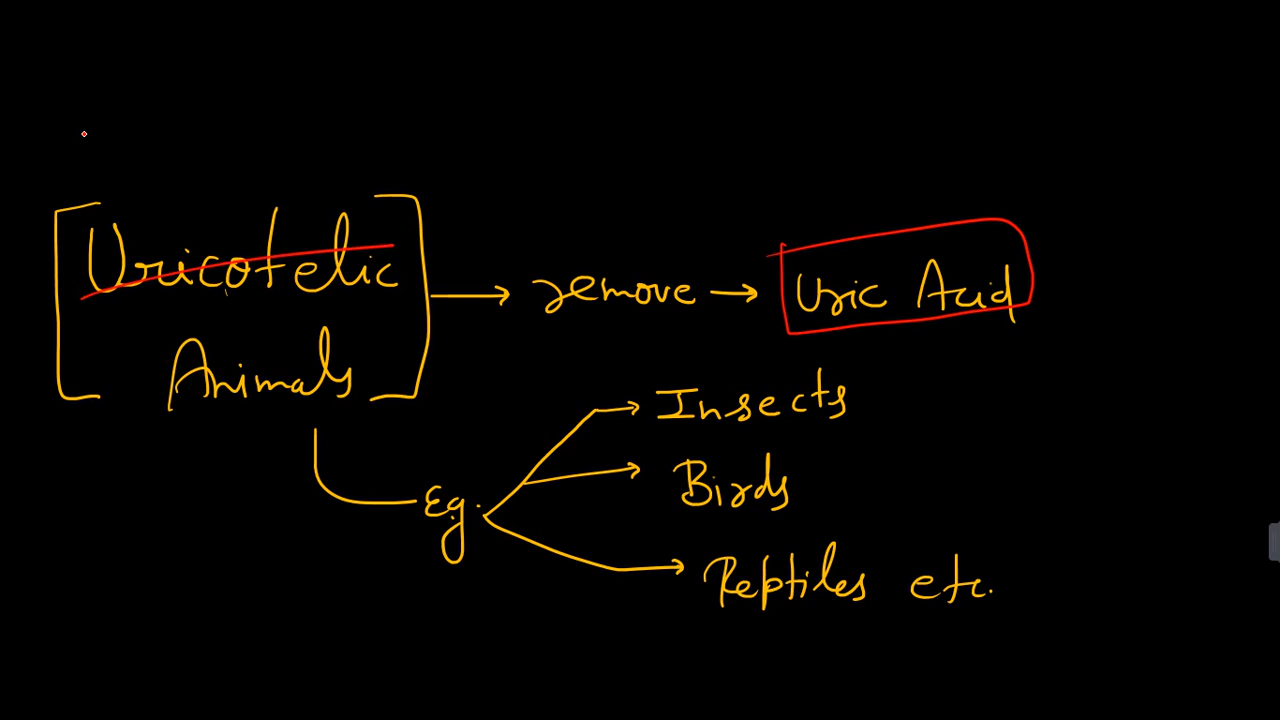 Uricotelic
Animals
remove
Uric Acid
Eg.
Insects
Birds
Reptiles etc.